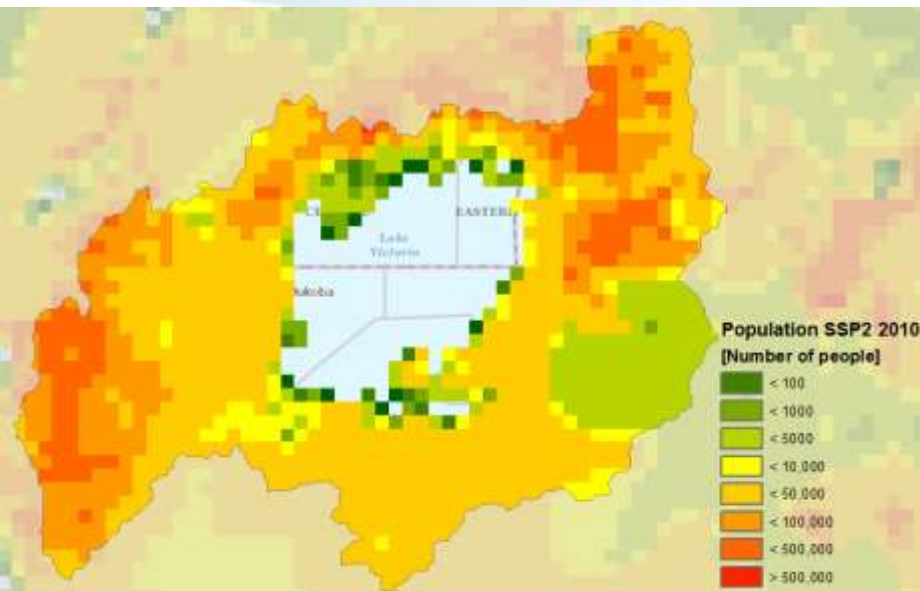 EASTERN
Lake
Victoria
Bukoba
Population SSP2 2010
[Number of people]
< 100
< 1000
< 5000
< 10,000
< 50,000
< 100,000
< 500,000
> 500,000